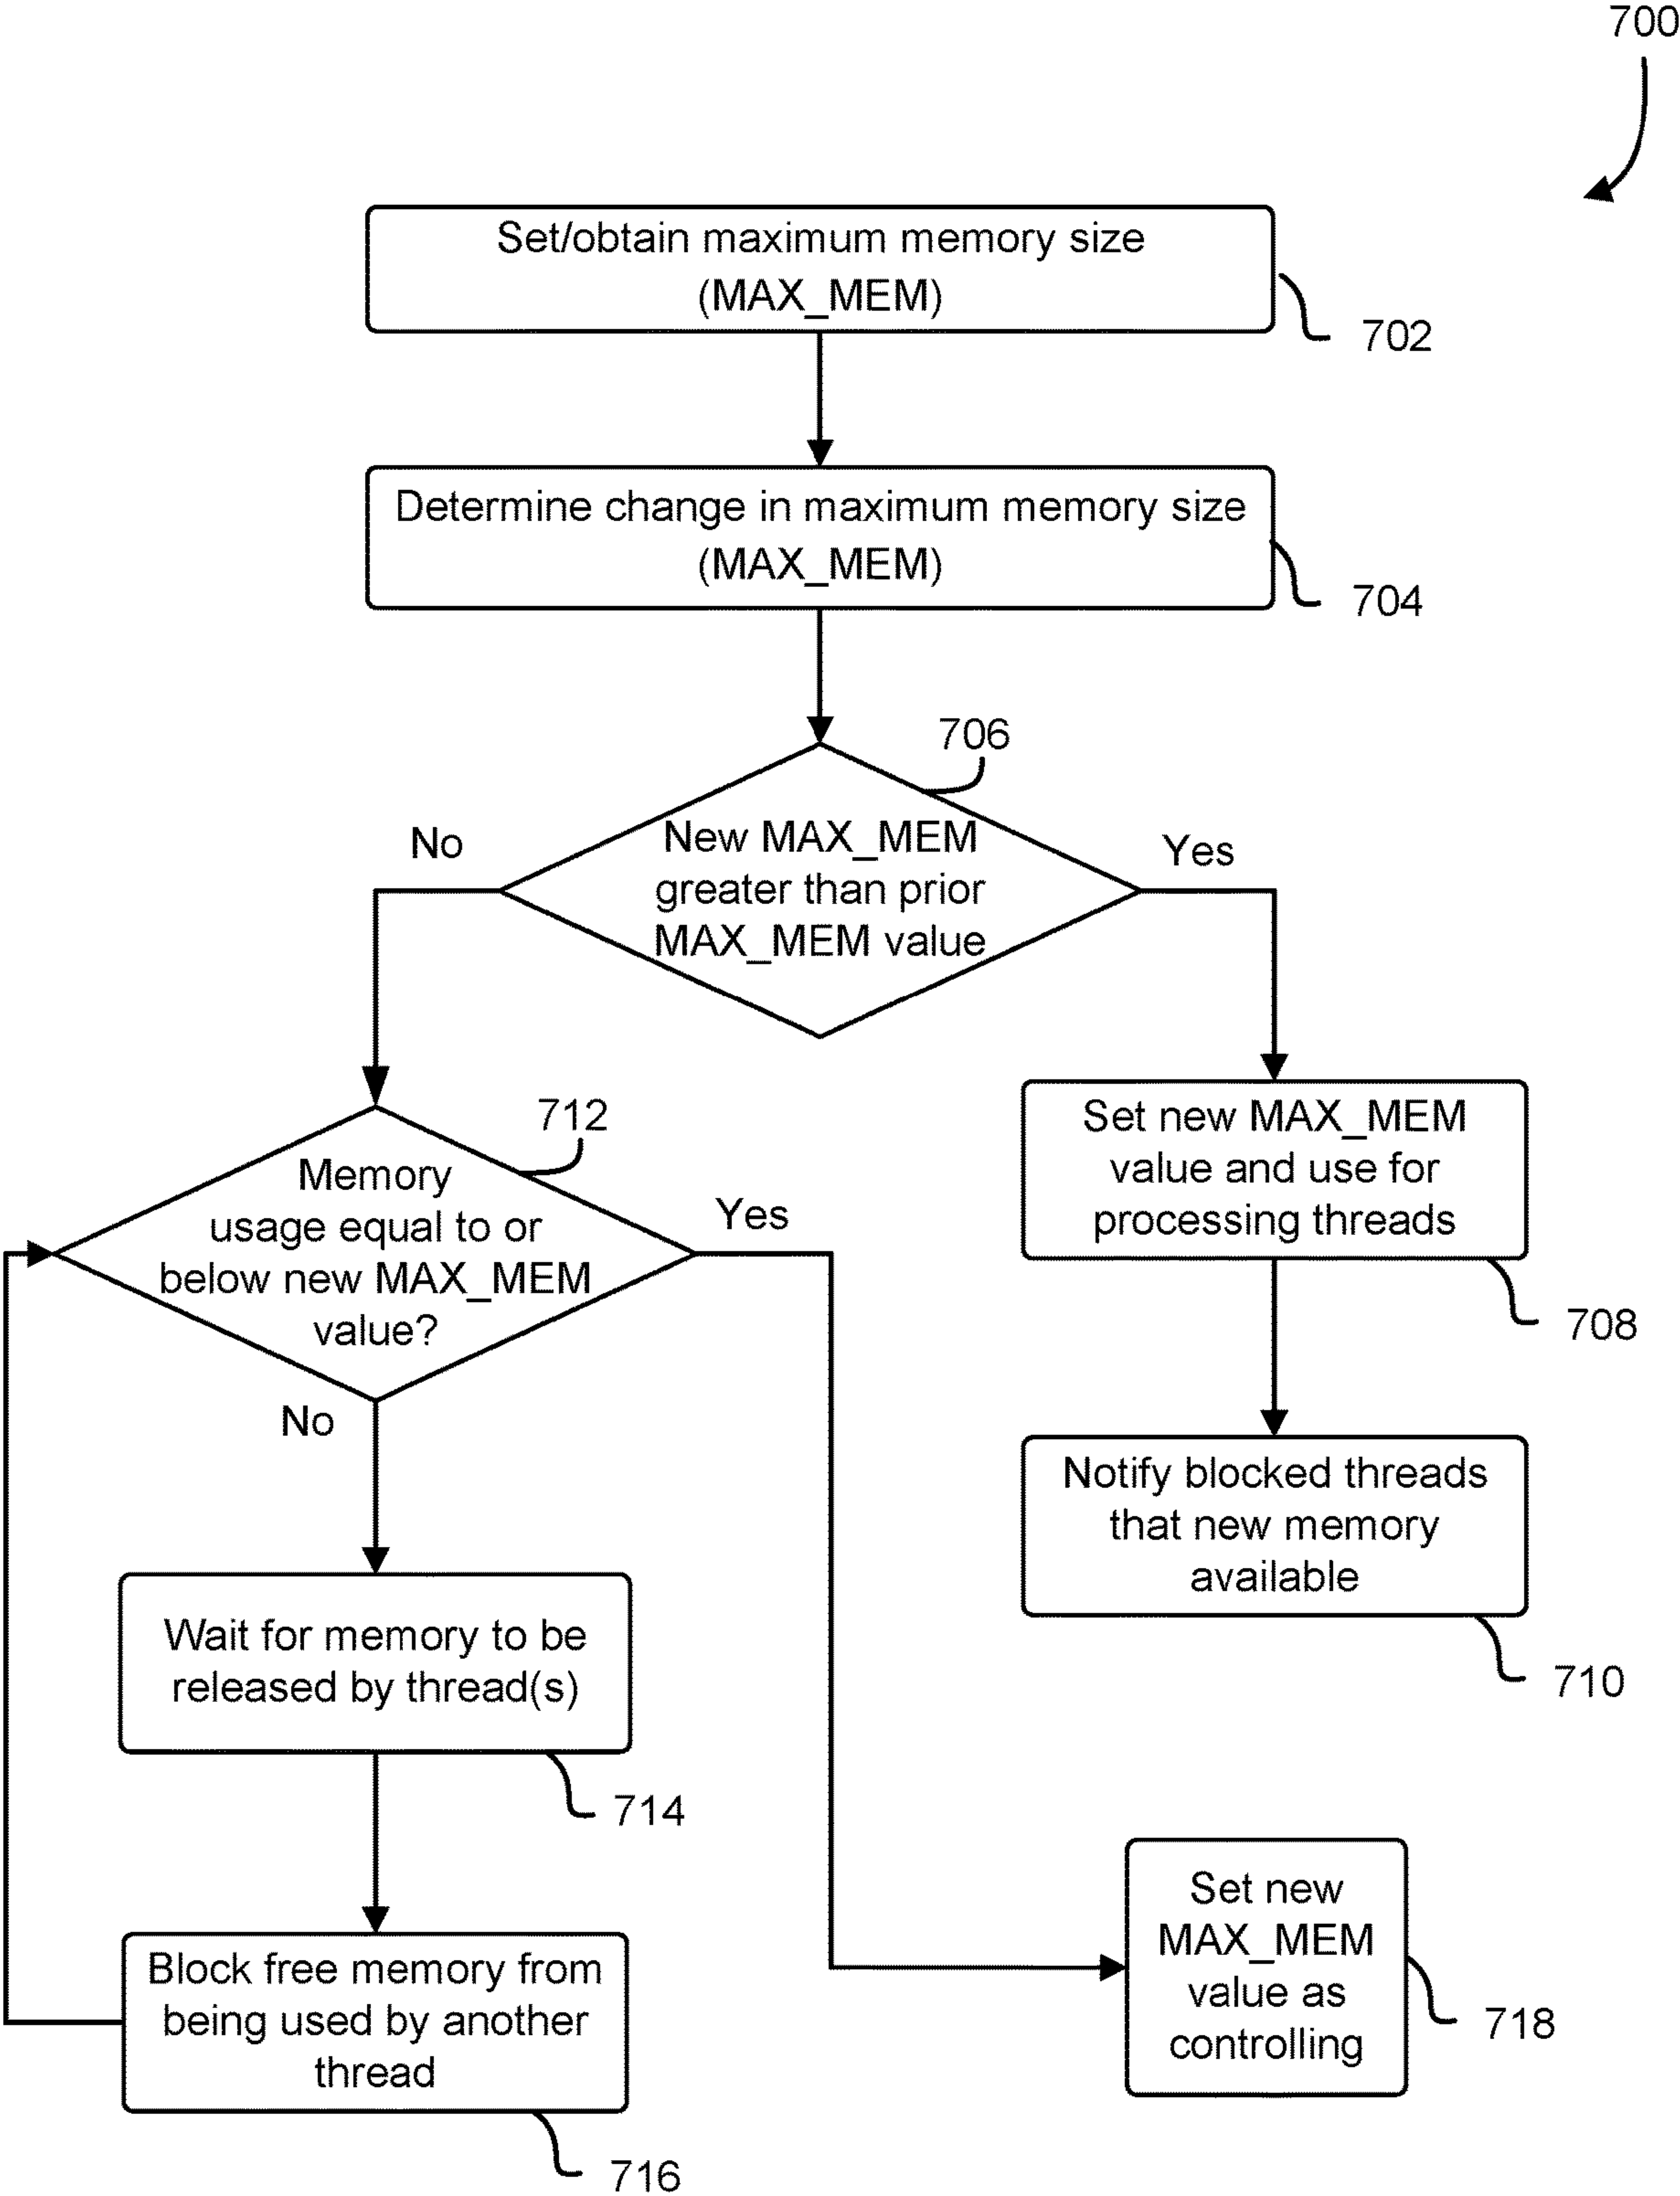 700
Set/obtain maximum memory size
(MAX_MEM)
702
Determine change in maximum memory size
(MAX_MEM)
704
706
No
New MAX_MEM
greater than prior
MAX_MEM value
Yes
712
Memory
usage equal to or
below new MAX_MEM
value?
Yes
No
Set new MAX_MEM
value and use for
processing threads
708
Notify blocked threads
that new memory
available
710
Wait for memory to be
released by thread(s)
714
Block free memory from
being used by another
thread
716
Set new
MAX_MEM
value as
controlling
718